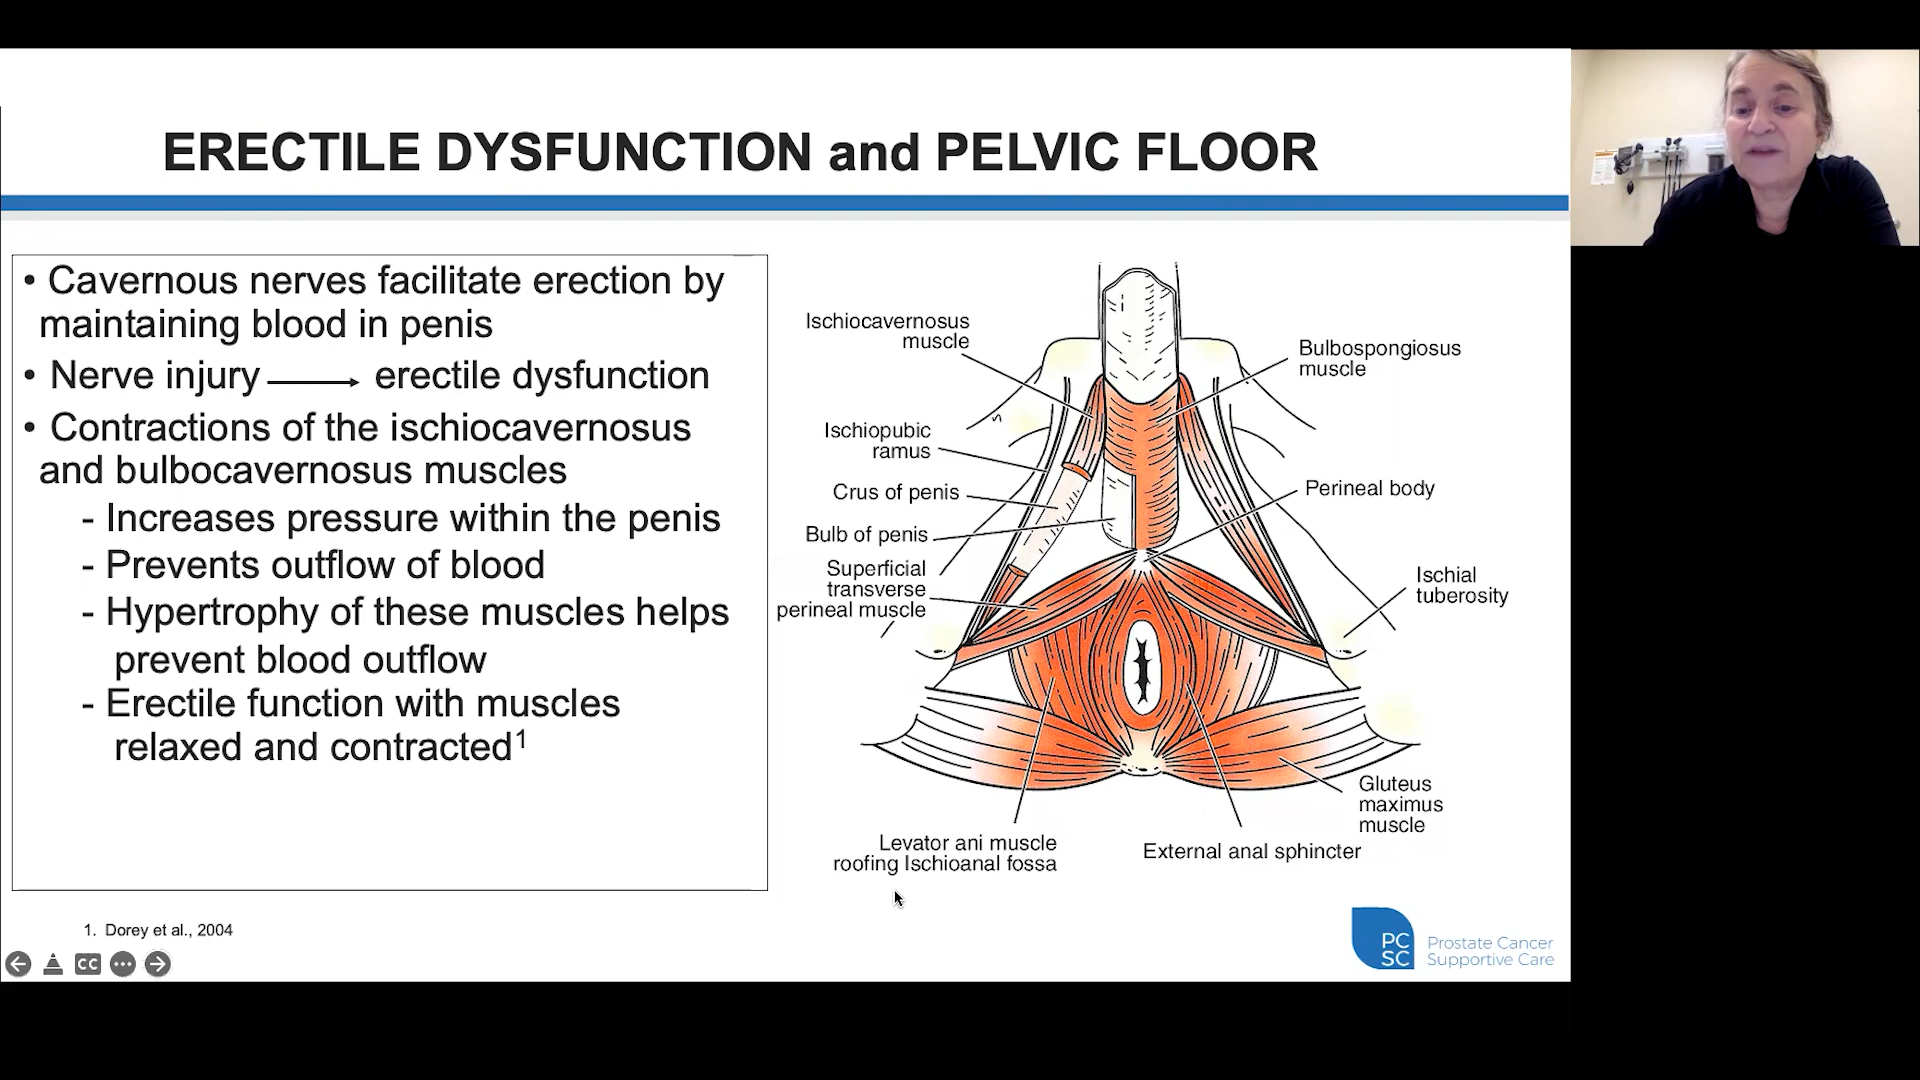 ERECTILE DYSFUNCTION and PELVIC FLOOR
• Cavernous nerves facilitate erection by
maintaining blood in penis
• Nerve injury → erectile dysfunction
• Contractions of the ischiocavernosus
and bulbocavernosus muscles
- Increases pressure within the penis
- Prevents outflow of blood
- Hypertrophy of these muscles helps
prevent blood outflow
- Erectile function with muscles
relaxed and contracted¹
Ischiocavernosus
muscle
Ischiopubic
ramus
Crus of penis
Bulb of penis
Superficial
transverse
perineal muscle
Bulbospongiosus
muscle
Perineal body
Ischial
tuberosity
Gluteus
maximus
muscle
Levator ani muscle
roofing Ischioanal fossa
External anal sphincter
1. Dorey et al., 2004
CC
PC
SC
Prostate Cancer
Supportive Care